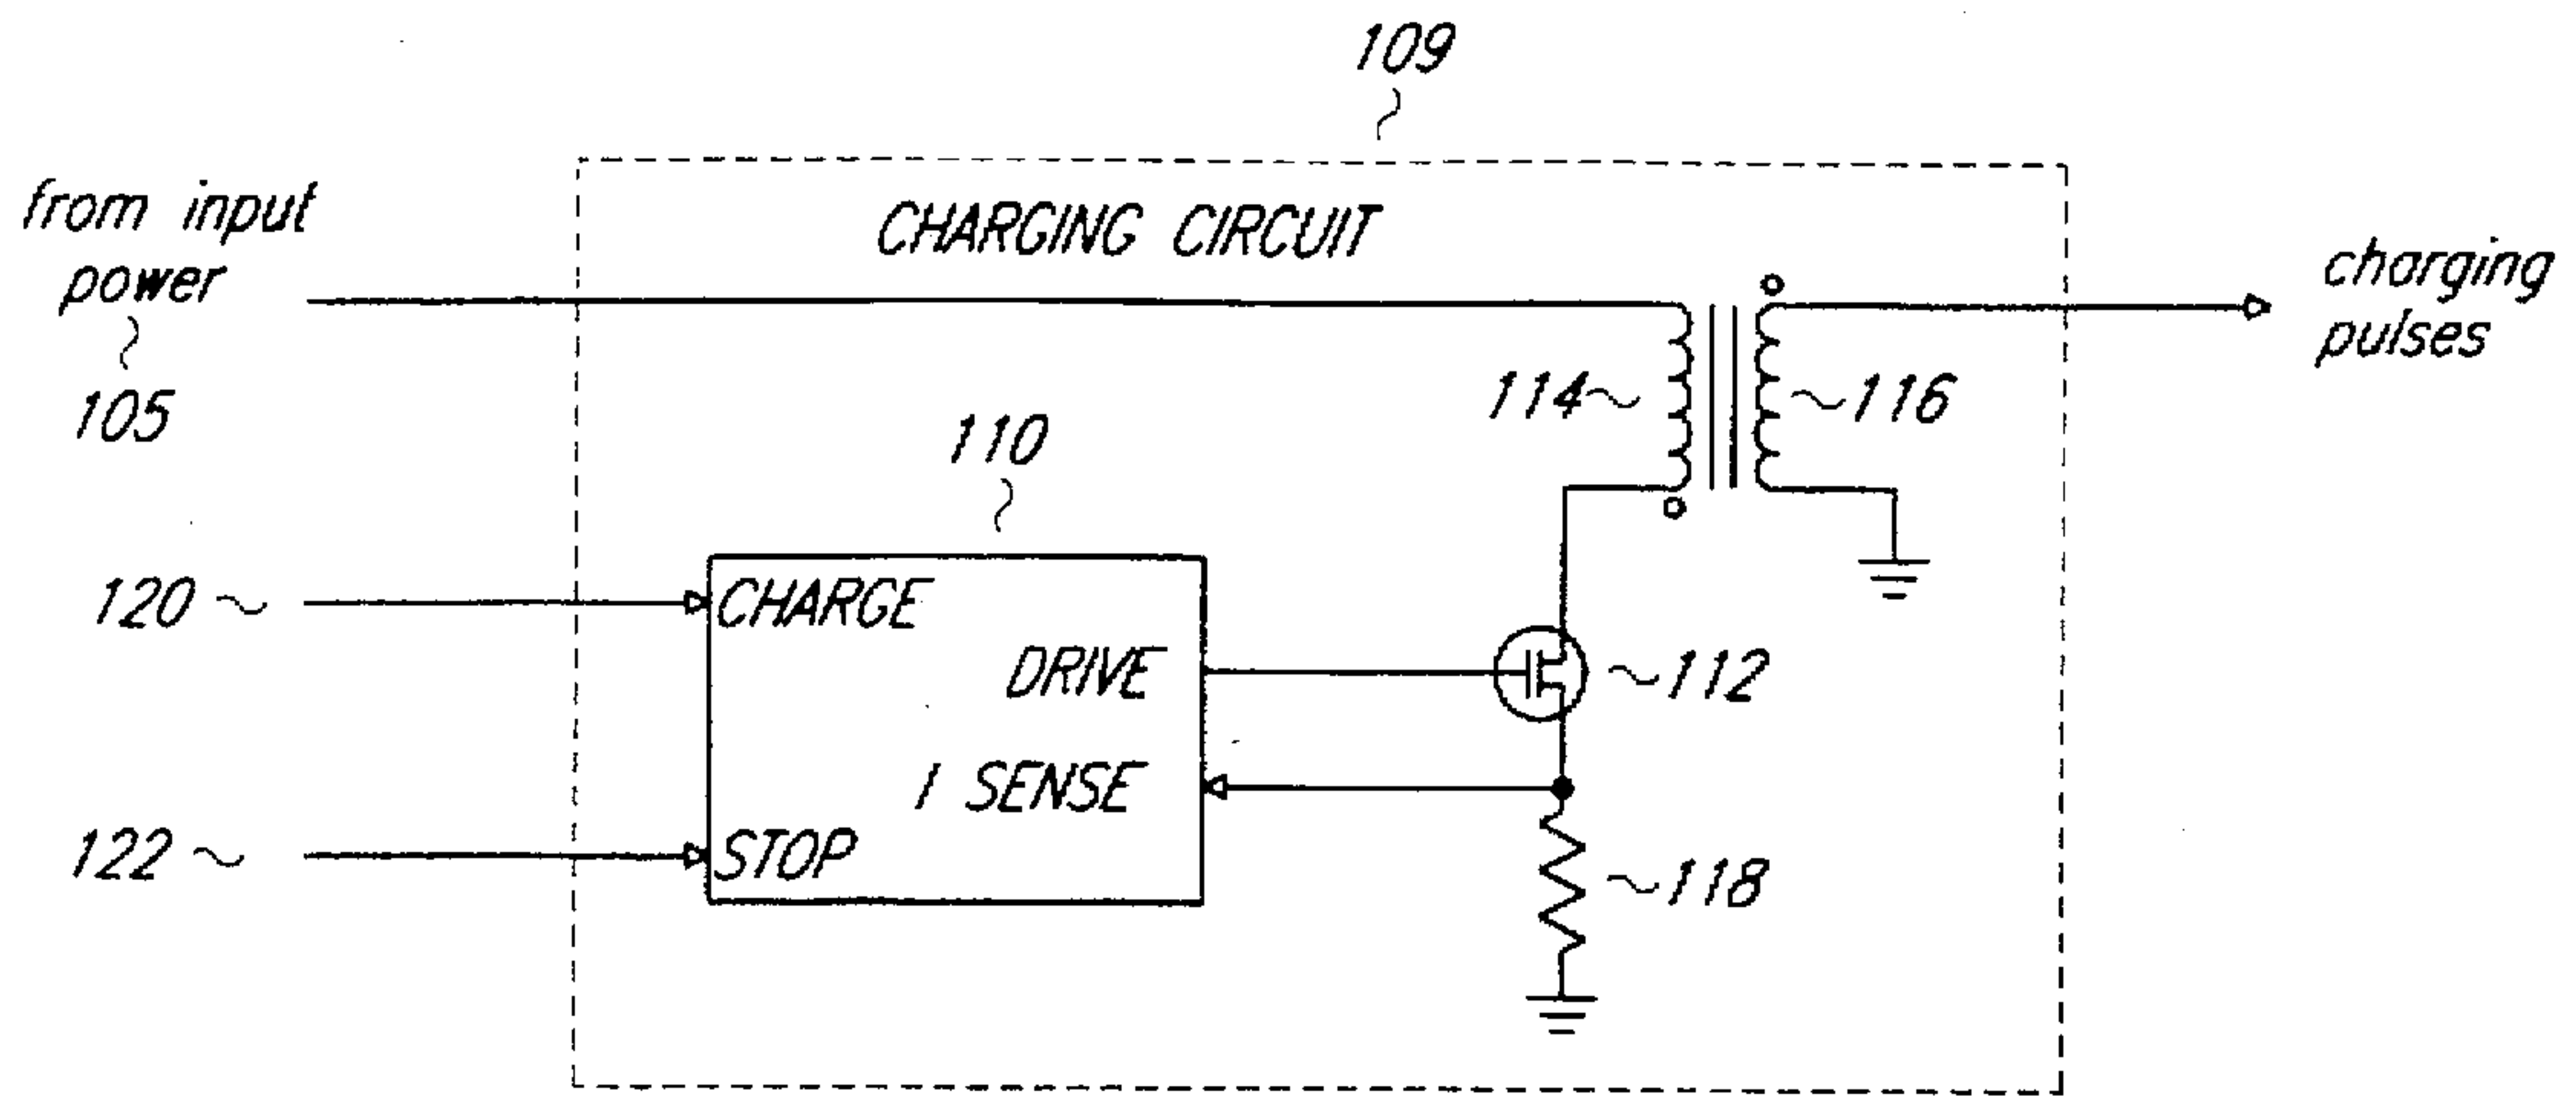 109
from input
power
105
CHARGING CIRCUIT
charging
pulses
114
116
110
120
CHARGE
DRIVE
112
I SENSE
122
STOP
118